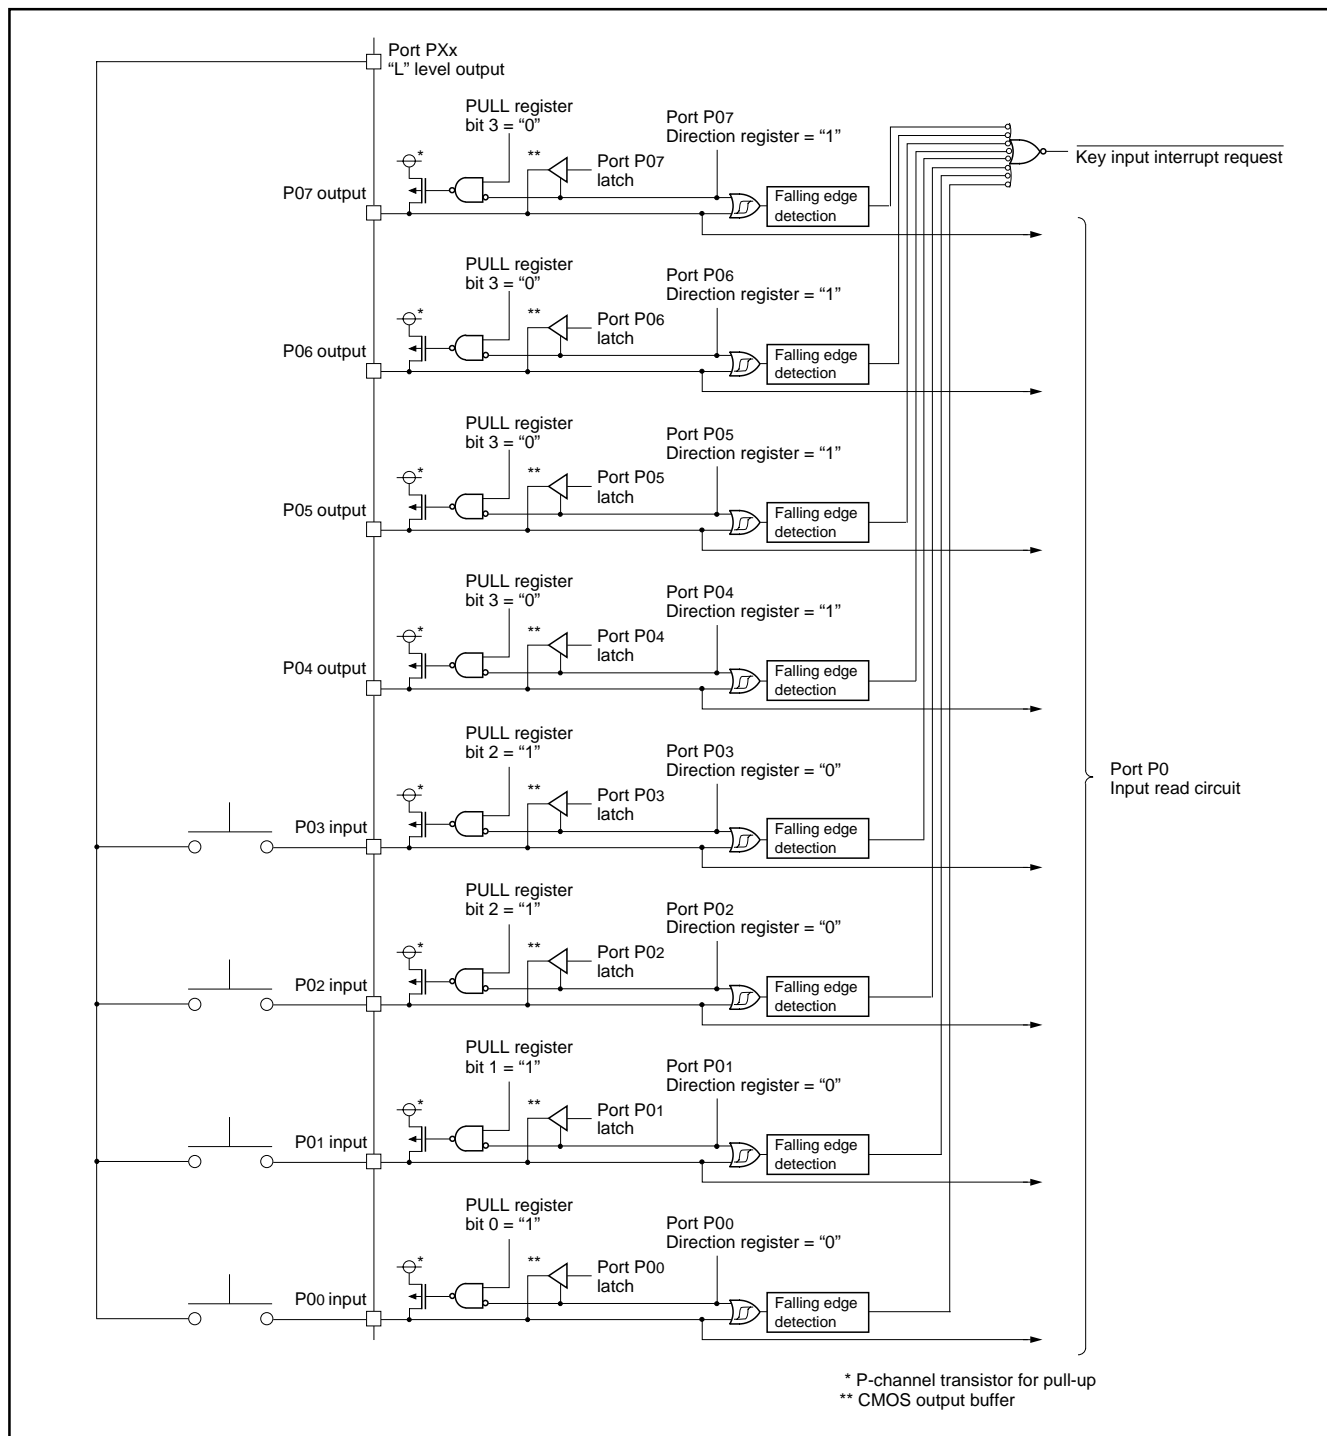 Port PXx
“L” level output
PULL register
bit 3 = “0”
Port P07
Direction register = “1”
*
**
Port P07
latch
Key input interrupt request
P07 output
Falling edge
detection
PULL register
bit 3 = “0”
Port P06
Direction register = “1”
*
**
Port P06
latch
P06 output
Falling edge
detection
PULL register
bit 3 = “0”
Port P05
Direction register = “1”
*
**
Port P05
latch
P05 output
Falling edge
detection
PULL register
bit 3 = “0”
Port P04
Direction register = “1”
*
**
Port P04
latch
P04 output
Falling edge
detection
PULL register
bit 2 = “1”
Port P03
Direction register = “0”
*
**
Port P03
latch
P03 input
Falling edge
detection
Port P0
Input read circuit
PULL register
bit 2 = “1”
Port P02
Direction register = “0”
*
**
Port P02
latch
P02 input
Falling edge
detection
PULL register
bit 1 = “1”
Port P01
Direction register = “0”
*
**
Port P01
latch
P01 input
Falling edge
detection
PULL register
bit 0 = “1”
Port P00
Direction register = “0”
*
**
Port P00
latch
P00 input
Falling edge
detection
* P-channel transistor for pull-up
** CMOS output buffer